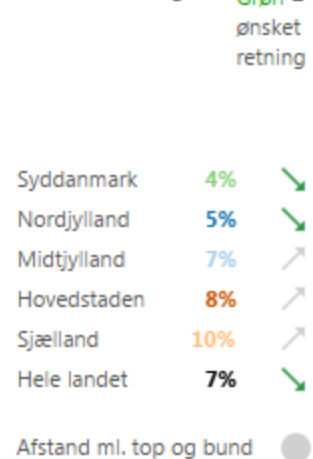 Grøn =
ønsket
retning
Syddanmark 4%
Nordjylland 5%
Midtjylland 7%
Hovedstaden 8%
Sjælland 10%
Hele landet 7%
Afstand ml. top og bund